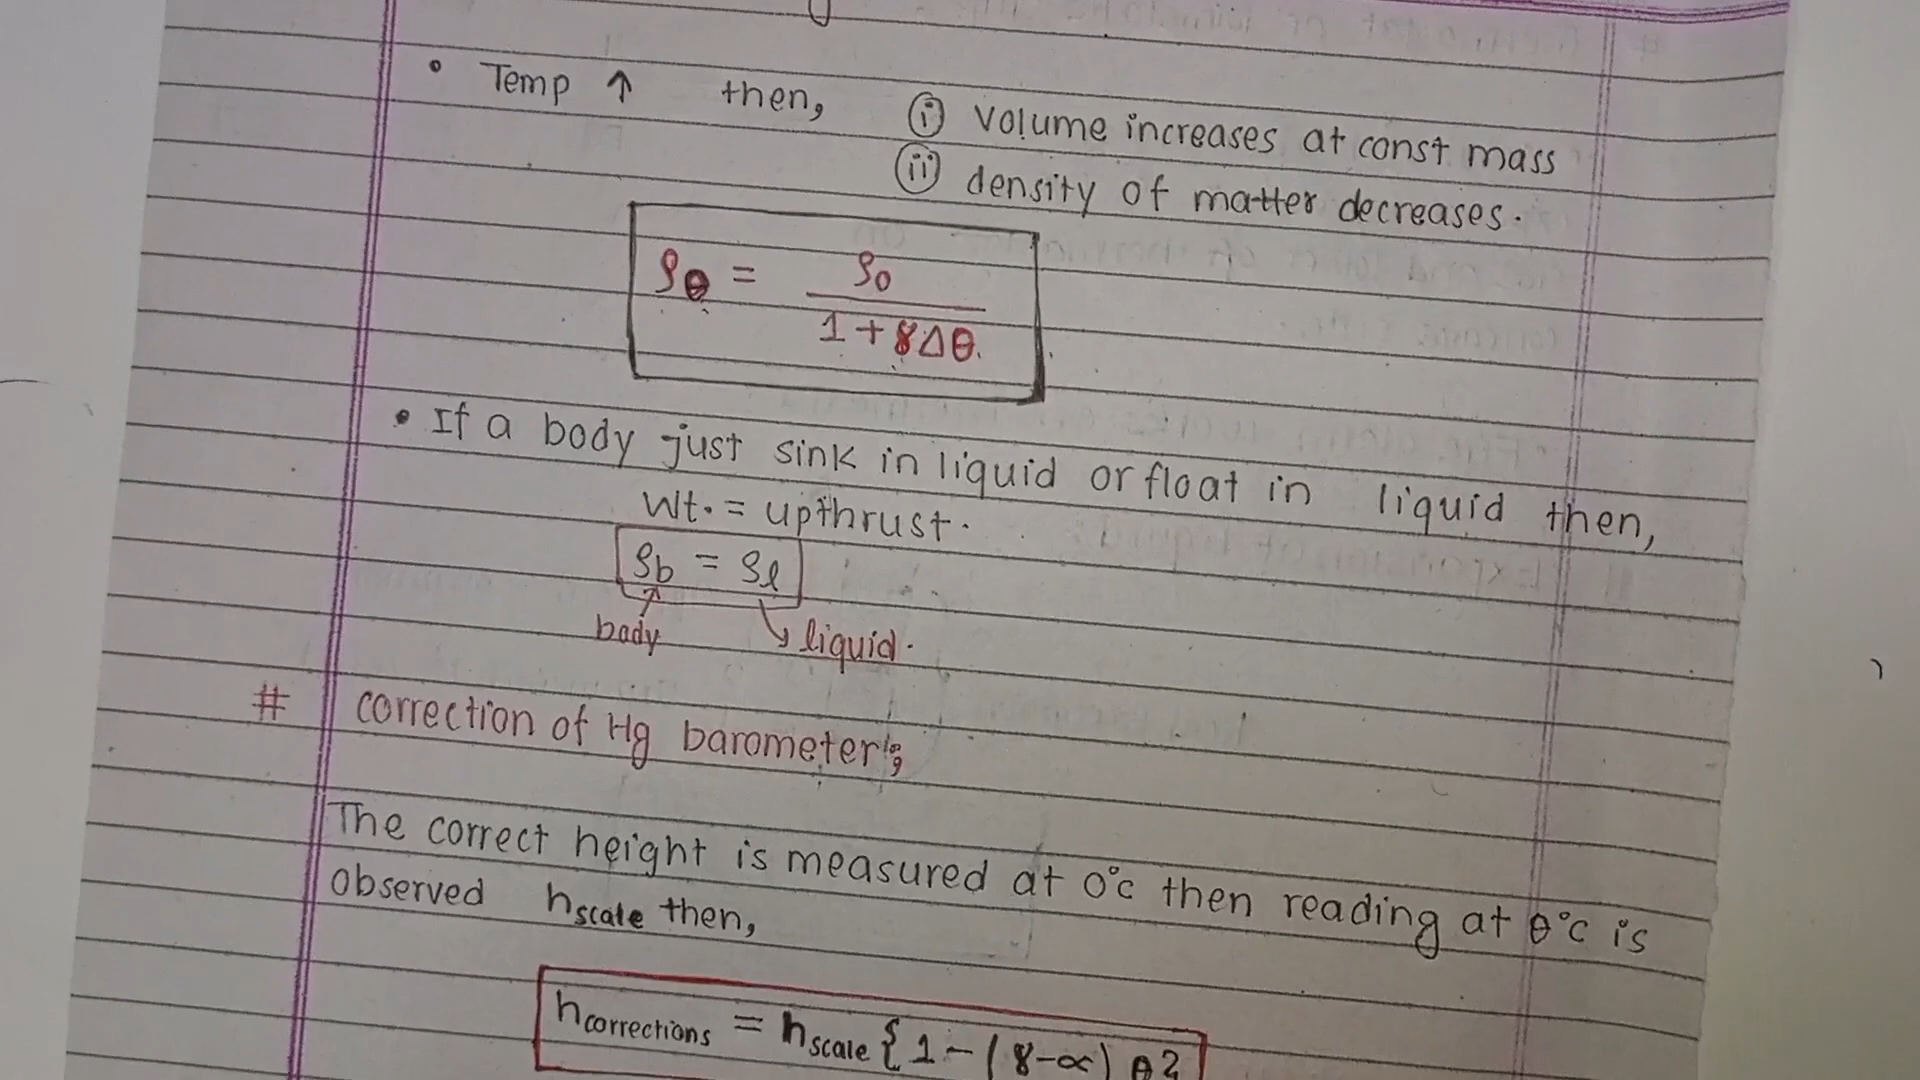 • Temp ↑ then, (i) volume increases at const mass
(ii) density of matter decreases.
ρθ = ρ0 / 1 + γΔθ.
• If a body just sink in liquid or float in liquid then,
Wt. = upthrust.
ρb = ρl
body liquid.
# correction of Hg barometer;
The correct height is measured at 0°c then reading at θ°c is
observed hscale then,
hcorrections = hscale {1 - (γ-α) θ}